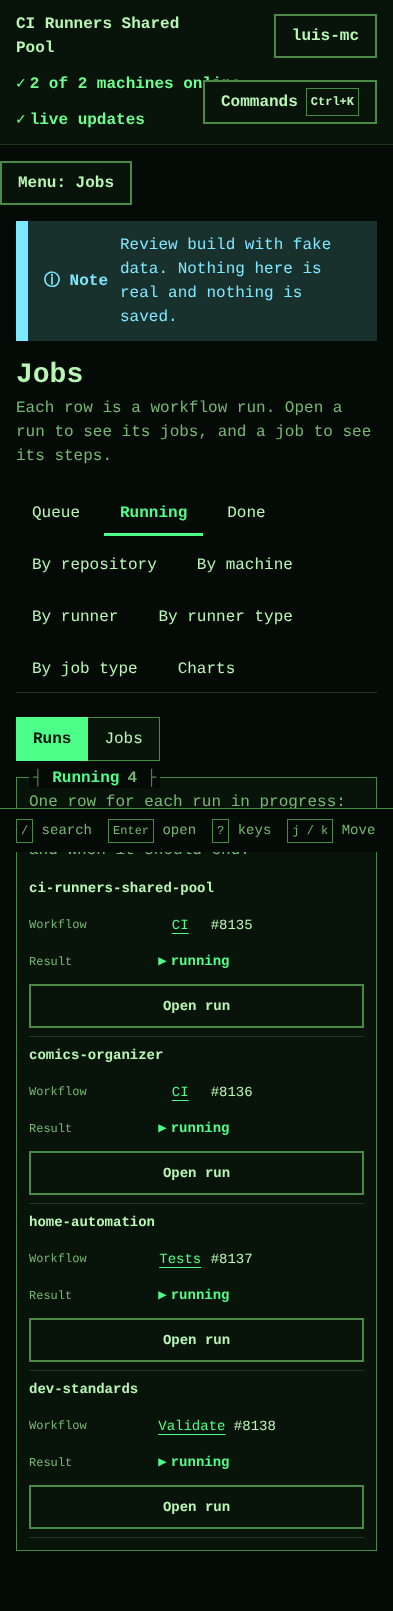 CI Runners Shared
Pool
luis-mc
✓ 2 of 2 machines
Commands Ctrl+K
✓ live updates
Menu: Jobs
ⓘ Note
Review build with fake
data. Nothing here is
real and nothing is
saved.
Jobs
Each row is a workflow run. Open a
run to see its jobs, and a job to see
its steps.
Queue Running Done
By repository By machine
By runner By runner type
By job type Charts
Runs Jobs
Running 4
One row for each run in progress:
/ search Enter open ? keys j / k Move
ci-runners-shared-pool
Workflow CI #8135
Result ▶ running
Open run
comics-organizer
Workflow CI #8136
Result ▶ running
Open run
home-automation
Workflow Tests #8137
Result ▶ running
Open run
dev-standards
Workflow Validate #8138
Result ▶ running
Open run